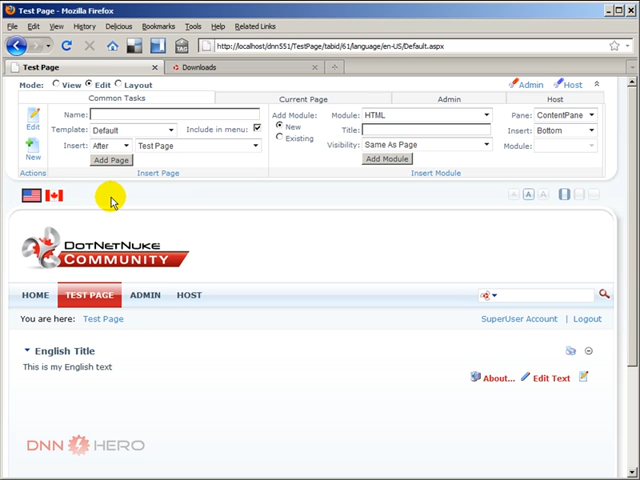 Test Page - Mozilla Firefox
File Edit View History Delicious Bookmarks Tools Help Related Links
TAG http://localhost/dnn551/TestPage/tabid/61/language/en-US/Default.aspx
Test Page Downloads
Mode: View Edit Layout Admin Host
Common Tasks Current Page Admin Host
Name: Add Module: Module: HTML Pane: ContentPane
Edit New
Template: Default Include in menu: Title: Insert: Bottom
Existing
Insert: After Test Page Visibility: Same As Page Module:
New
Add Page Add Module
Actions Insert Page Insert Module
A A A
DOTNETNUKE
COMMUNITY
HOME TEST PAGE ADMIN HOST
You are here: Test Page SuperUser Account | Logout
English Title
This is my English text
About... Edit Text
DNN HERO